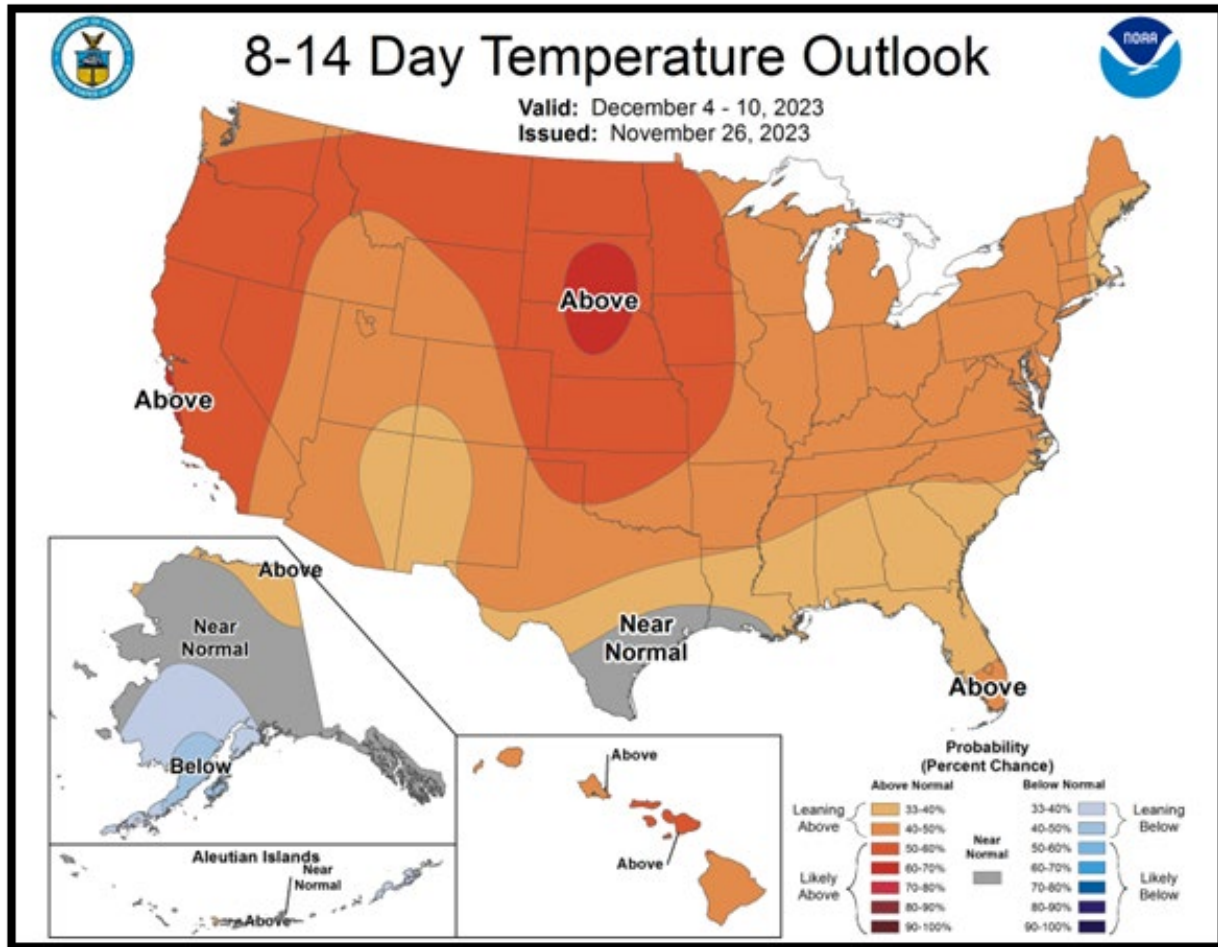 NOAA
8-14 Day Temperature Outlook
Valid: December 4 - 10, 2023
Issued: November 26, 2023
Above
Above
Near
Normal
Above
Above
Near
Normal
Below
Aleutian Islands
Near
Normal
Above
Above
Above
Probability
(Percent Chance)
Above Normal
Below Normal
Leaning
Above
33-40%
40-50%
Likely
Above
50-60%
60-70%
70-80%
80-90%
90-100%
Near
Normal
33-40%
40-50%
Leaning
Below
50-60%
60-70%
70-80%
80-90%
90-100%
Likely
Below